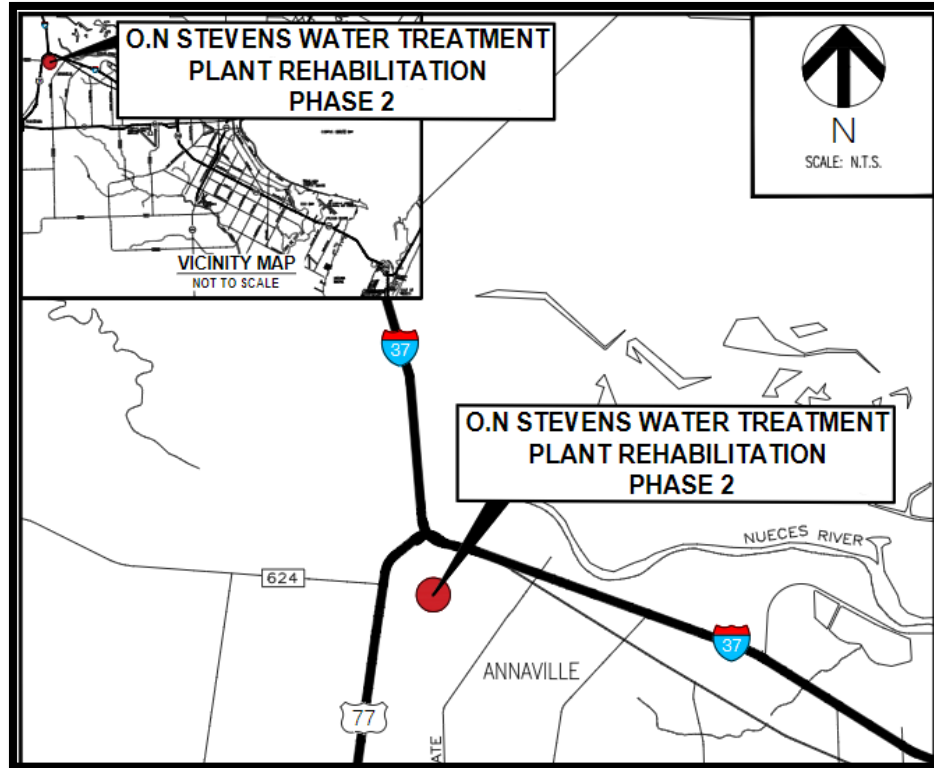 O.N STEVENS WATER TREATMENT
PLANT REHABILITATION
PHASE 2
N
SCALE: N.T.S.
VICINITY MAP
NOT TO SCALE
37
O.N STEVENS WATER TREATMENT
PLANT REHABILITATION
PHASE 2
NUECES RIVER
624
37
ANNAVILLE
77
ATE